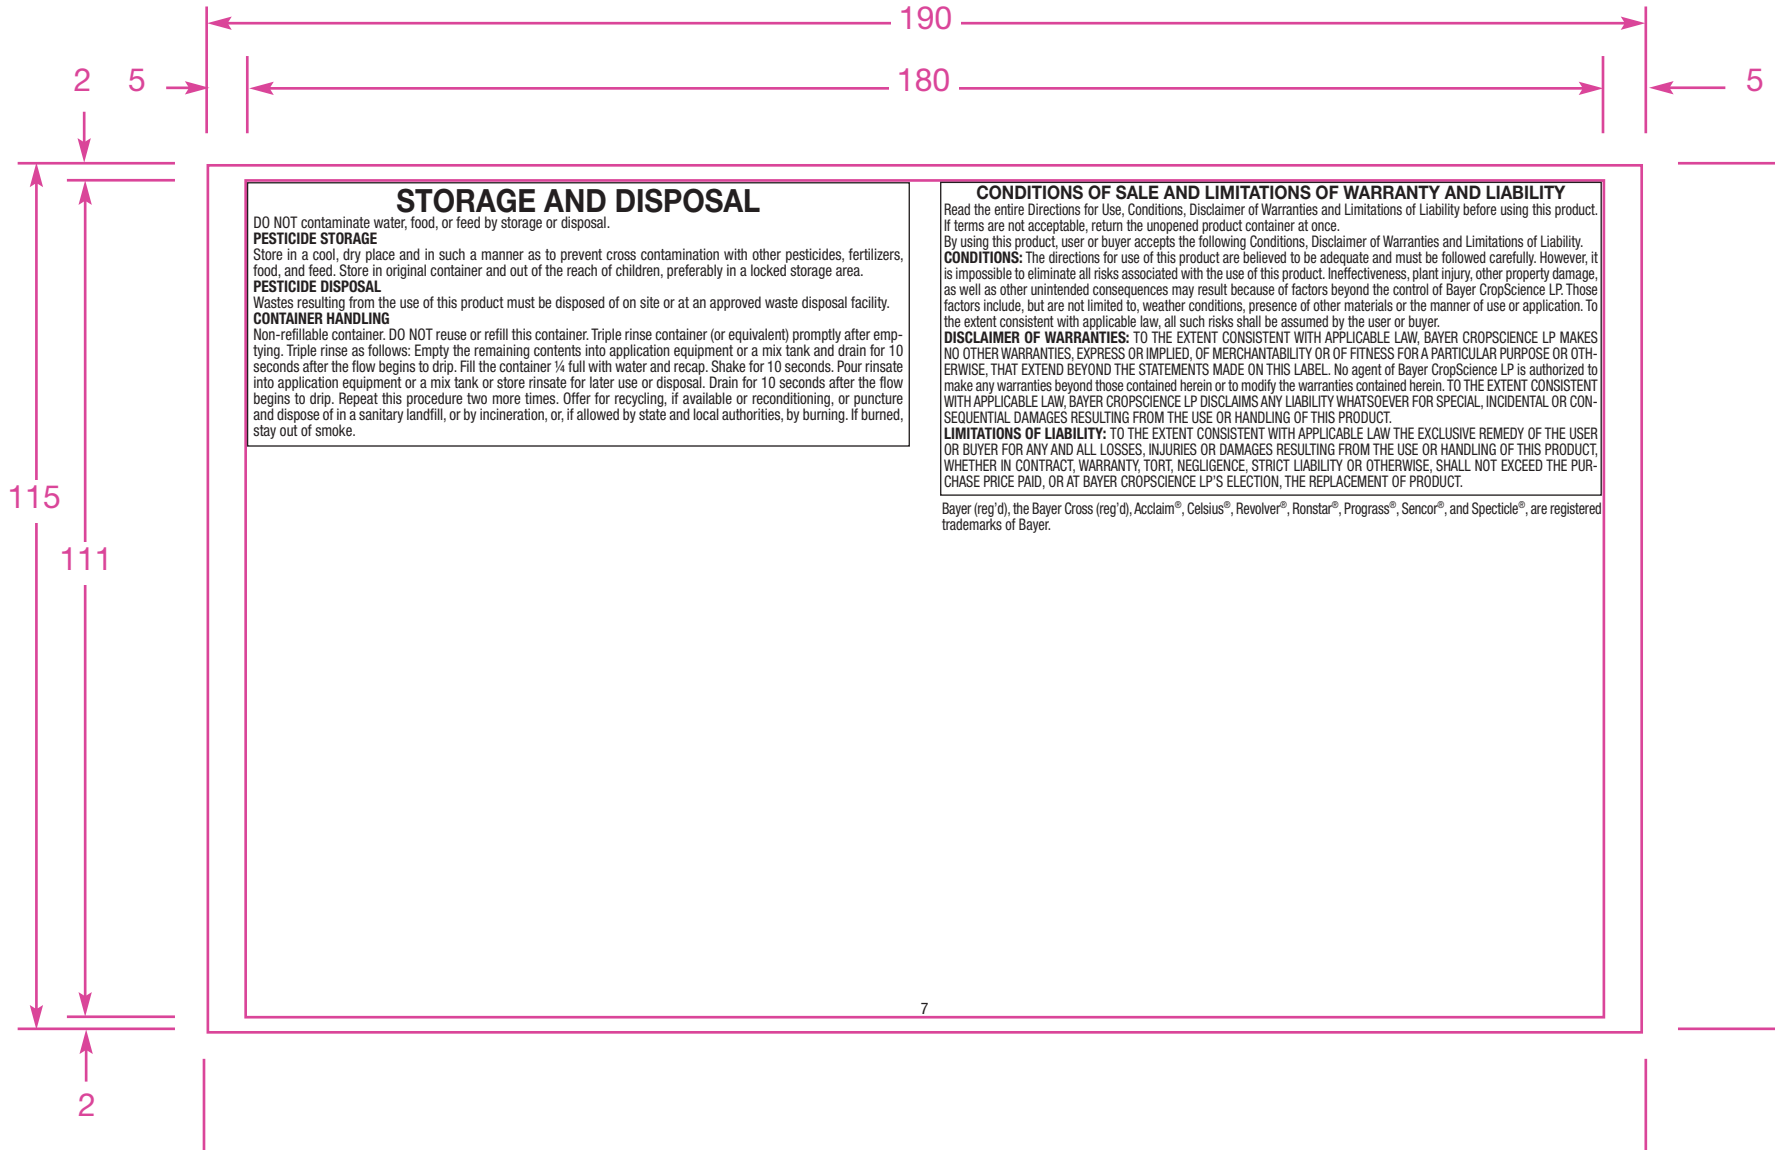 190
2 5 180 5
STORAGE AND DISPOSAL
DO NOT contaminate water, food, or feed by storage or disposal.
PESTICIDE STORAGE
Store in a cool, dry place and in such a manner as to prevent cross contamination with other pesticides, fertilizers,
food, and feed. Store in original container and out of the reach of children, preferably in a locked storage area.
PESTICIDE DISPOSAL
Wastes resulting from the use of this product must be disposed of on site or at an approved waste disposal facility.
CONTAINER HANDLING
Non-refillable container. DO NOT reuse or refill this container. Triple rinse container (or equivalent) promptly after emp-
tying. Triple rinse as follows: Empty the remaining contents into application equipment or a mix tank and drain for 10
seconds after the flow begins to drip. Fill the container ¼ full with water and recap. Shake for 10 seconds. Pour rinsate
into application equipment or a mix tank or store rinsate for later use or disposal. Drain for 10 seconds after the flow
begins to drip. Repeat this procedure two more times. Offer for recycling, if available or reconditioning, or puncture
and dispose of in a sanitary landfill, or by incineration, or, if allowed by state and local authorities, by burning. If burned,
stay out of smoke.
CONDITIONS OF SALE AND LIMITATIONS OF WARRANTY AND LIABILITY
Read the entire Directions for Use, Conditions, Disclaimer of Warranties and Limitations of Liability before using this product.
If terms are not acceptable, return the unopened product container at once.
By using this product, user or buyer accepts the following Conditions, Disclaimer of Warranties and Limitations of Liability.
CONDITIONS: The directions for use of this product are believed to be adequate and must be followed carefully. However, it
is impossible to eliminate all risks associated with the use of this product. Ineffectiveness, plant injury, other property damage,
as well as other unintended consequences may result because of factors beyond the control of Bayer CropScience LP. Those
factors include, but are not limited to, weather conditions, presence of other materials or the manner of use or application. To
the extent consistent with applicable law, all such risks shall be assumed by the user or buyer.
DISCLAIMER OF WARRANTIES: TO THE EXTENT CONSISTENT WITH APPLICABLE LAW, BAYER CROPSCIENCE LP MAKES
NO OTHER WARRANTIES, EXPRESS OR IMPLIED, OF MERCHANTABILITY OR OF FITNESS FOR A PARTICULAR PURPOSE OR OTH-
ERWISE, THAT EXTEND BEYOND THE STATEMENTS MADE ON THIS LABEL. No agent of Bayer CropScience LP is authorized to
make any warranties beyond those contained herein or to modify the warranties contained herein. TO THE EXTENT CONSISTENT
WITH APPLICABLE LAW, BAYER CROPSCIENCE LP DISCLAIMS ANY LIABILITY WHATSOEVER FOR SPECIAL, INCIDENTAL OR CON-
SEQUENTIAL DAMAGES RESULTING FROM THE USE OR HANDLING OF THIS PRODUCT.
LIMITATIONS OF LIABILITY: TO THE EXTENT CONSISTENT WITH APPLICABLE LAW THE EXCLUSIVE REMEDY OF THE USER
OR BUYER FOR ANY AND ALL LOSSES, INJURIES OR DAMAGES RESULTING FROM THE USE OR HANDLING OF THIS PRODUCT,
WHETHER IN CONTRACT, WARRANTY, TORT, NEGLIGENCE, STRICT LIABILITY OR OTHERWISE, SHALL NOT EXCEED THE PUR-
CHASE PRICE PAID, OR AT BAYER CROPSCIENCE LP'S ELECTION, THE REPLACEMENT OF PRODUCT.
Bayer (reg'd), the Bayer Cross (reg'd), Acclaim®, Celsius®, Revolver®, Ronstar®, Prograss®, Sencor®, and Specticle®, are registered
trademarks of Bayer.
115
111
7
2